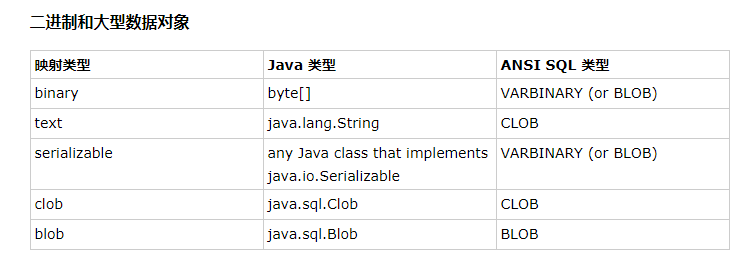 二进制和大型数据对象
映射类型 Java 类型 ANSI SQL 类型
binary byte[] VARBINARY (or BLOB)
text java.lang.String CLOB
serializable any Java class that implements VARBINARY (or BLOB)
java.io.Serializable
clob java.sql.Clob CLOB
blob java.sql.Blob BLOB